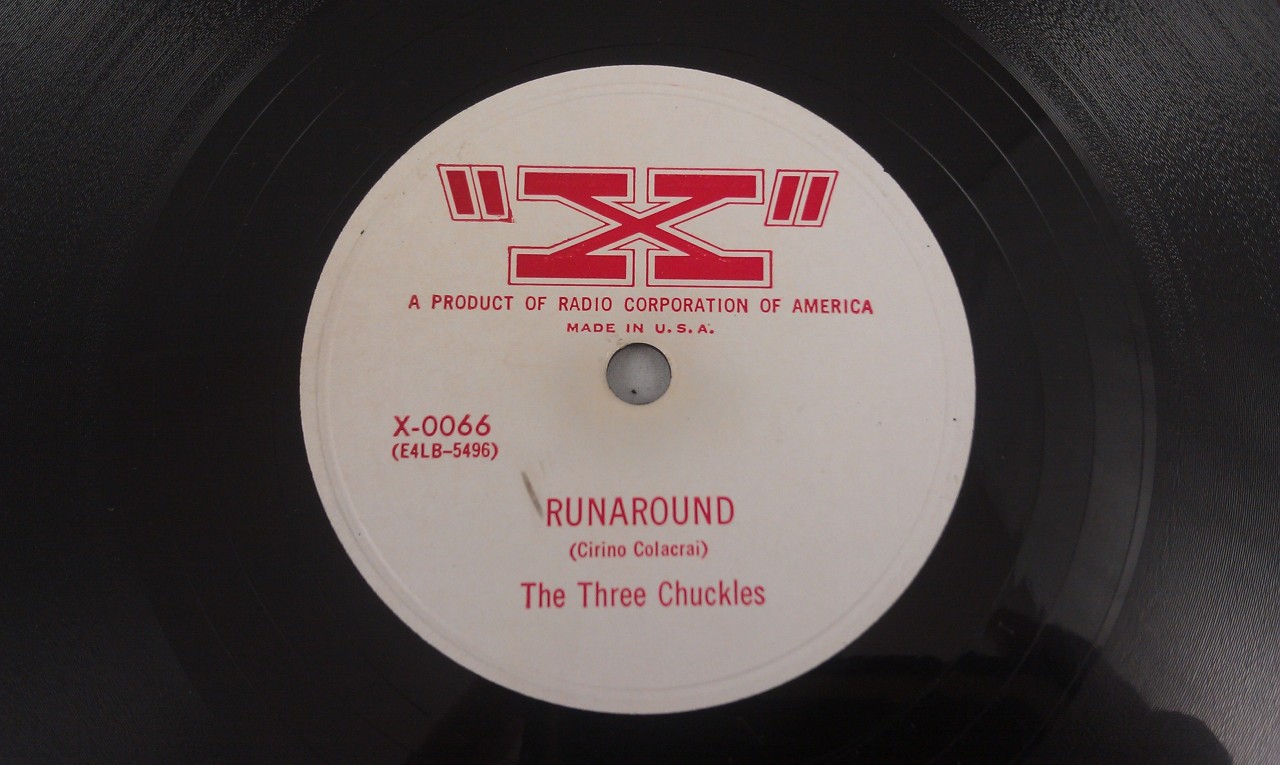 "X"
A PRODUCT OF RADIO CORPORATION OF AMERICA
MADE IN U.S.A.
X-0066
(E4LB-5496)
RUNAROUND
(Cirino Colacrai)
The Three Chuckles